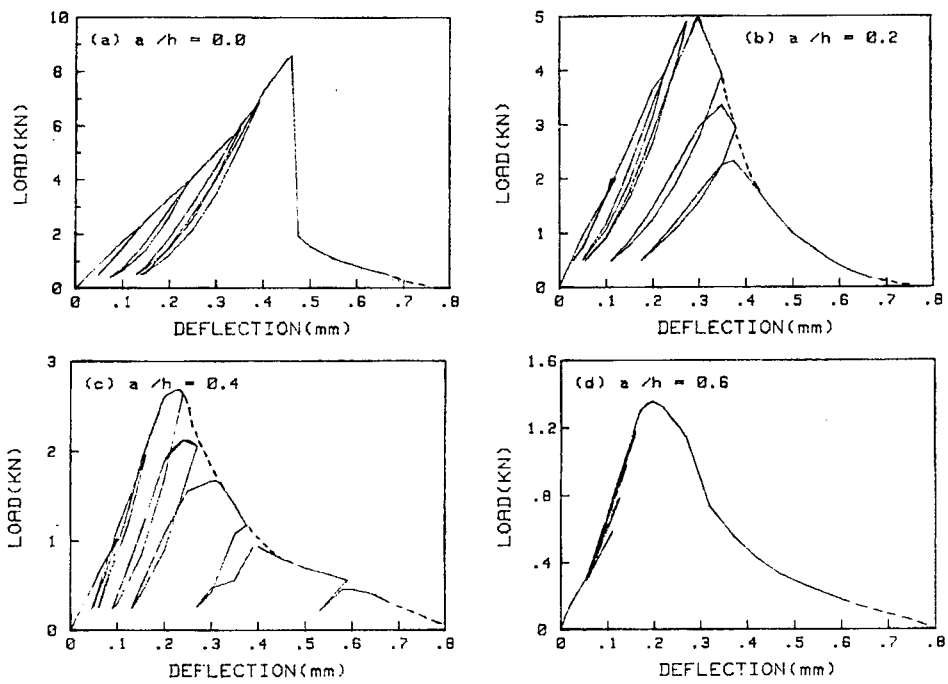 (a) a /h = 0.0
LOAD(KN)
10
8
6
4
2
0
0 .1 .2 .3 .4 .5 .6 .7 .8
DEFLECTION(mm)
(b) a /h = 0.2
LOAD(KN)
5
4
3
2
1
0
0 .1 .2 .3 .4 .5 .6 .7 .8
DEFLECTION(mm)
(c) a /h = 0.4
LOAD(KN)
3
2
1
0
0 .1 .2 .3 .4 .5 .6 .7 .8
DEFLECTION(mm)
(d) a /h = 0.6
LOAD(KN)
1.6
1.2
.8
.4
0
0 .1 .2 .3 .4 .5 .6 .7 .8
DEFLECTION(mm)